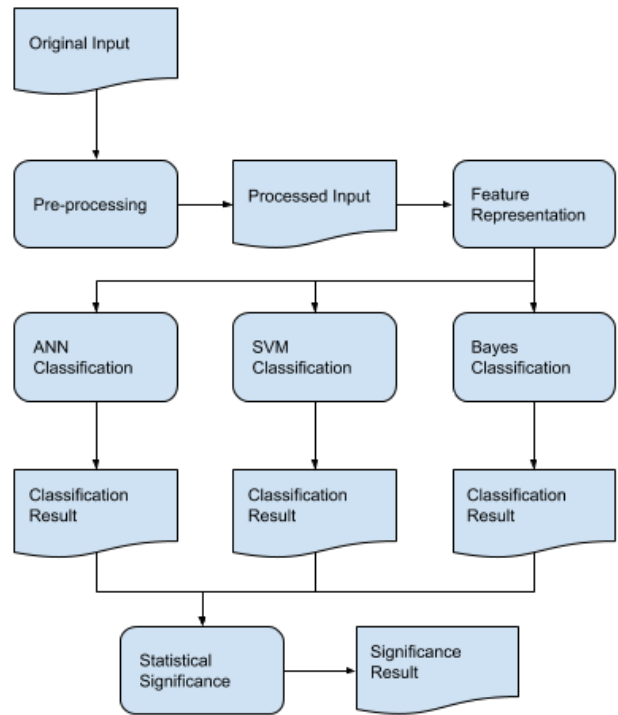 Original Input
Pre-processing
Processed Input
Feature
Representation
ANN
Classification
SVM
Classification
Bayes
Classification
Classification
Result
Classification
Result
Classification
Result
Statistical
Significance
Significance
Result